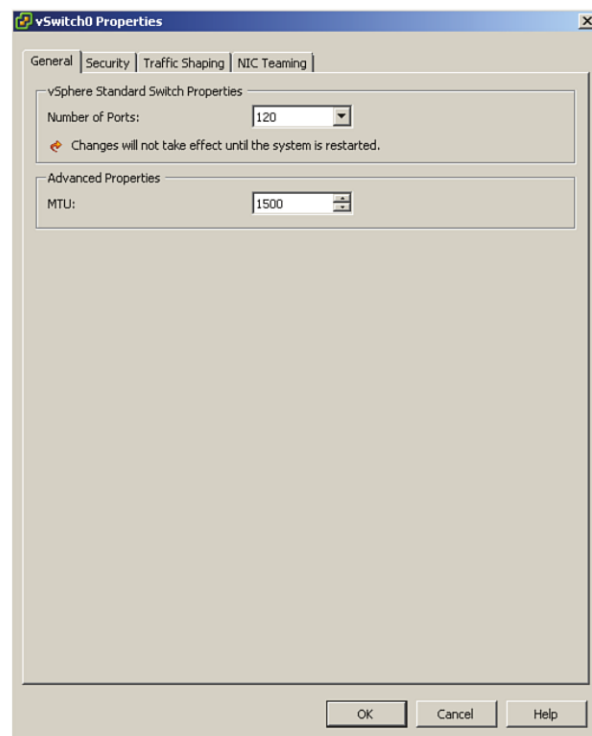 vSwitch0 Properties
General Security Traffic Shaping NIC Teaming
vSphere Standard Switch Properties
Number of Ports: 120
Changes will not take effect until the system is restarted.
Advanced Properties
MTU: 1500
OK Cancel Help